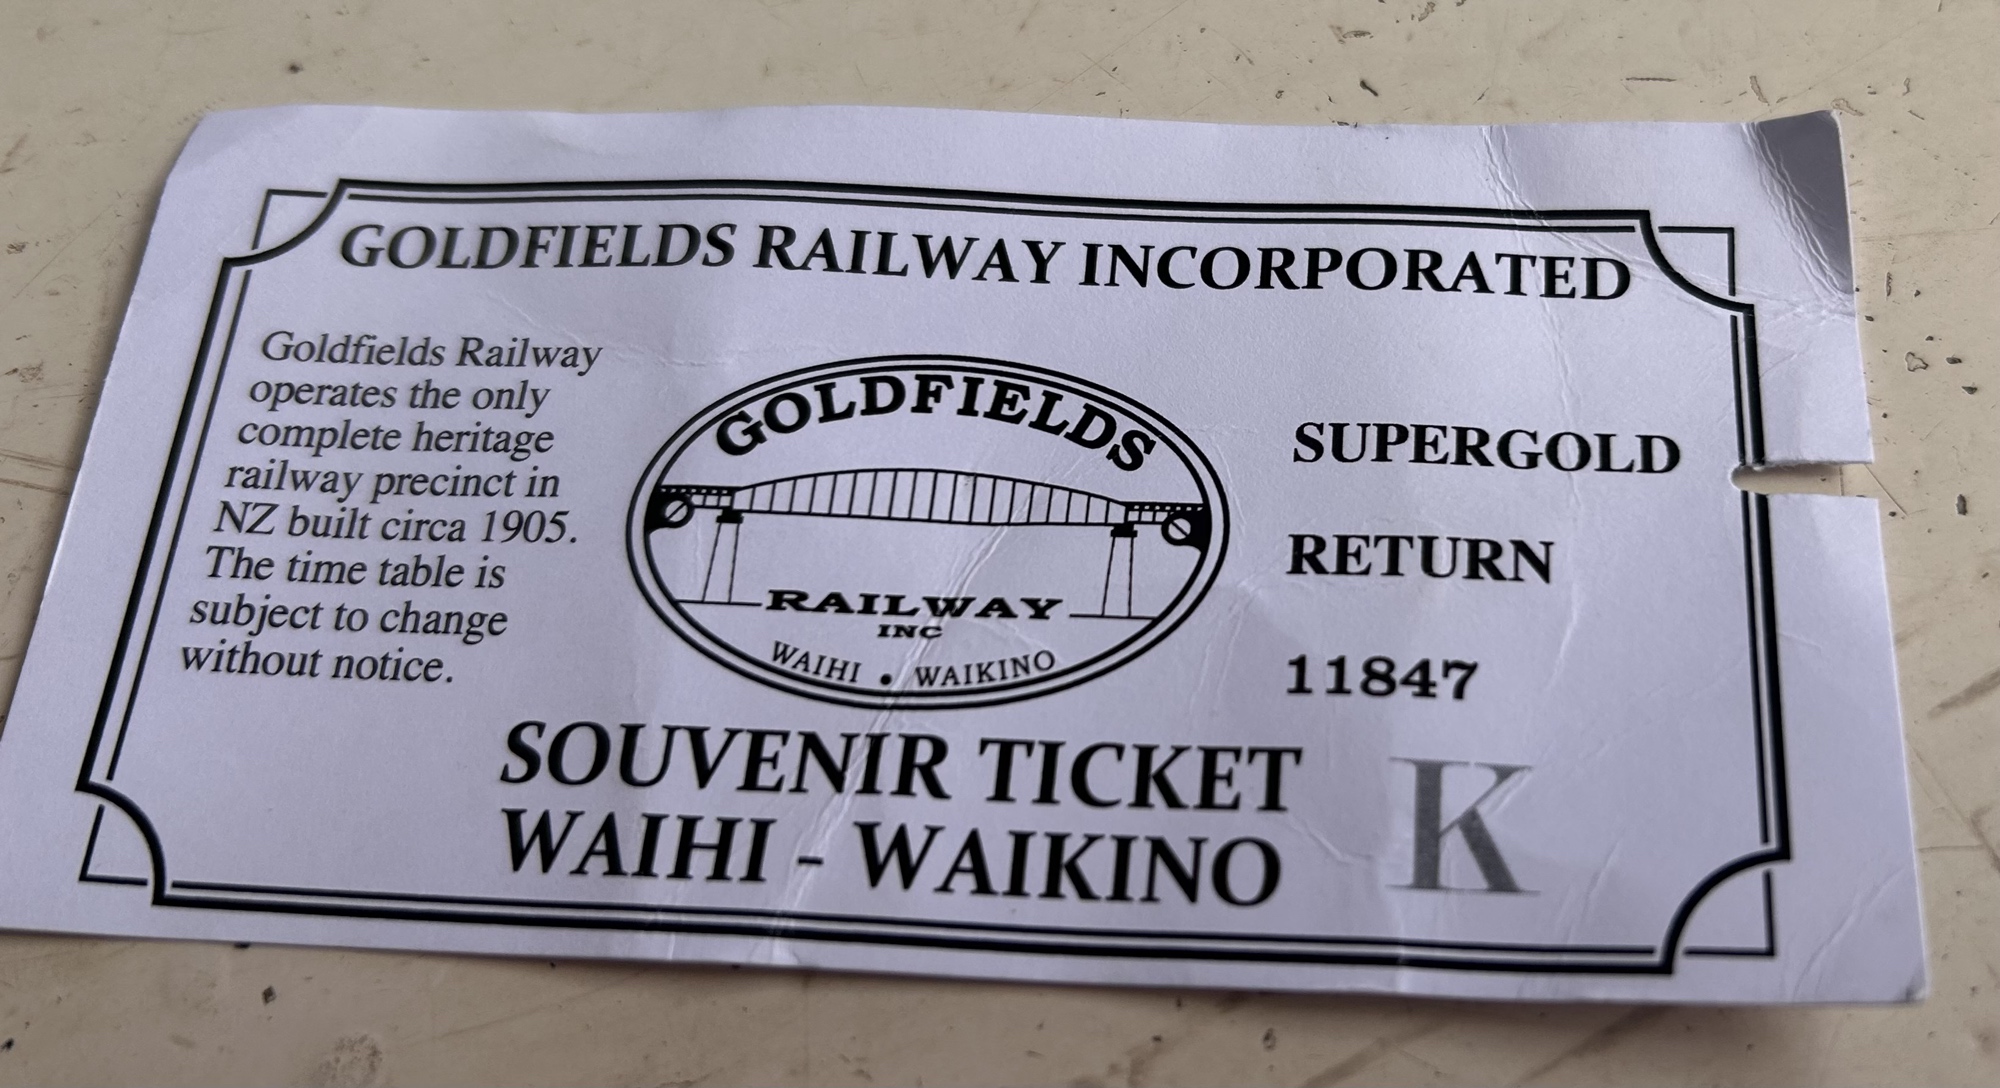 GOLDFIELDS RAILWAY INCORPORATED
Goldfields Railway
operates the only
complete heritage
railway precinct in
NZ built circa 1905.
The time table is
subject to change
without notice.
GOLDFIELDS
RAILWAY
INC
WAIHI • WAIKINO
SUPERGOLD
RETURN
11847
SOUVENIR TICKET
WAIHI - WAIKINO
K